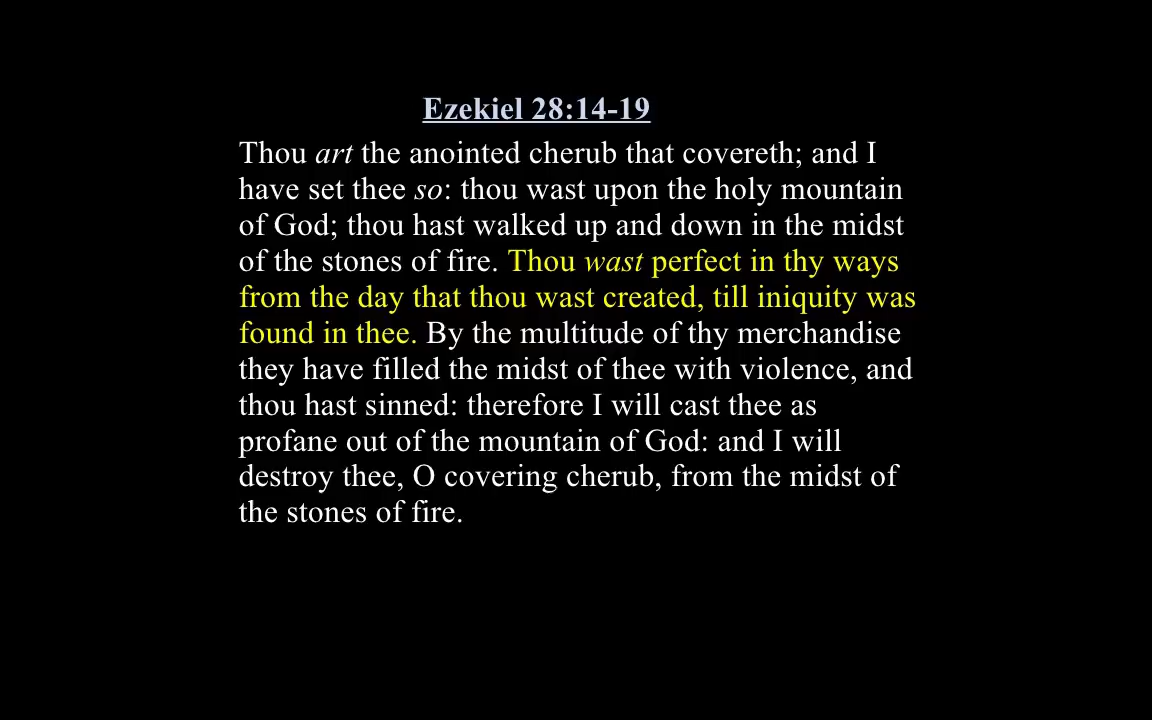 Ezekiel 28:14-19
Thou art the anointed cherub that covereth; and I
have set thee so: thou wast upon the holy mountain
of God; thou hast walked up and down in the midst
of the stones of fire. Thou wast perfect in thy ways
from the day that thou wast created, till iniquity was
found in thee. By the multitude of thy merchandise
they have filled the midst of thee with violence, and
thou hast sinned: therefore I will cast thee as
profane out of the mountain of God: and I will
destroy thee, O covering cherub, from the midst of
the stones of fire.